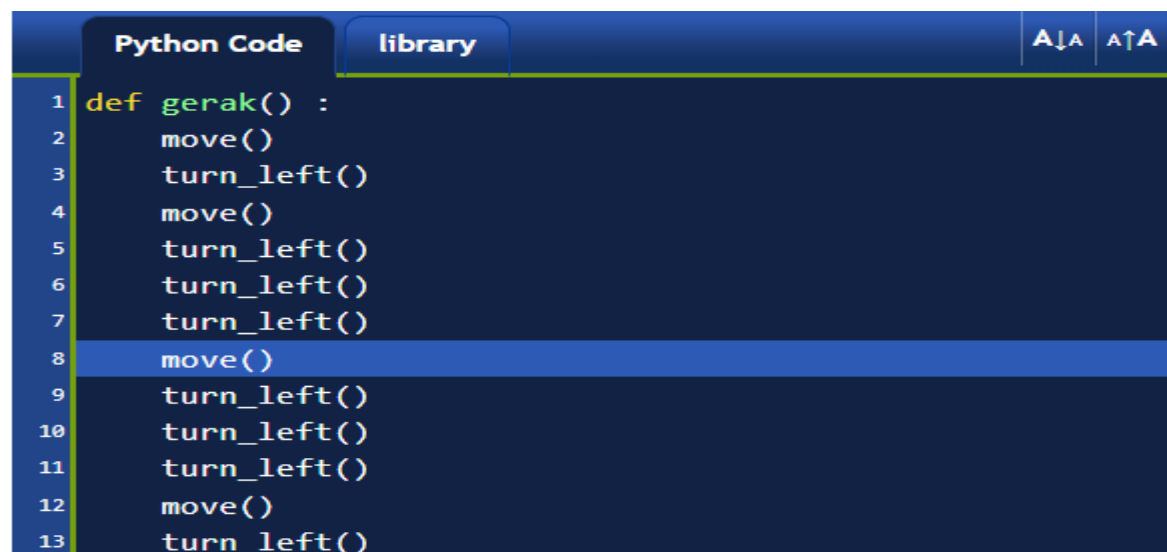 Python Code library A↓A A↑A
1 def gerak() :
2 move()
3 turn_left()
4 move()
5 turn_left()
6 turn_left()
7 turn_left()
8 move()
9 turn_left()
10 turn_left()
11 turn_left()
12 move()
13 turn_left()